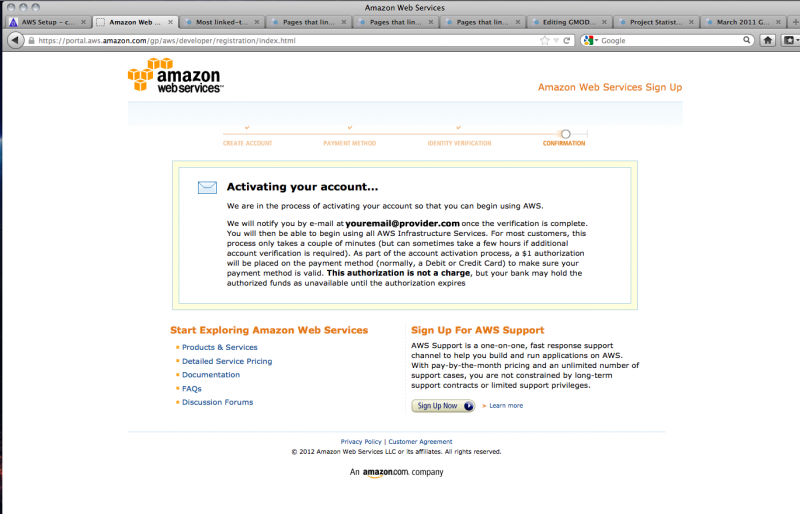 Amazon Web Services
AWS Setup – c...
Amazon Web ...
Most linked-t...
Pages that lin...
Pages that lin...
Pages that lin...
Editing GMOD...
Project Statist...
March 2011 G...
https://portal.aws.amazon.com/gp/aws/developer/registration/index.html
Google
amazon
web services™
Amazon Web Services Sign Up
CREATE ACCOUNT
PAYMENT METHOD
IDENTITY VERIFICATION
CONFIRMATION
Activating your account...
We are in the process of activating your account so that you can begin using AWS.
We will notify you by e-mail at youremail@provider.com once the verification is complete.
You will then be able to begin using all AWS Infrastructure Services. For most customers, this
process only takes a couple of minutes (but can sometimes take a few hours if additional
account verification is required). As part of the account activation process, a $1 authorization
will be placed on the payment method (normally, a Debit or Credit Card) to make sure your
payment method is valid. This authorization is not a charge, but your bank may hold the
authorized funds as unavailable until the authorization expires
Start Exploring Amazon Web Services
Products & Services
Detailed Service Pricing
Documentation
FAQs
Discussion Forums
Sign Up For AWS Support
AWS Support is a one-on-one, fast response support
channel to help you build and run applications on AWS.
With pay-by-the-month pricing and an unlimited number of
support cases, you are not constrained by long-term
support contracts or limited support privileges.
Sign Up Now
> Learn more
Privacy Policy | Customer Agreement
© 2012 Amazon Web Services LLC or its affiliates. All rights reserved.
An amazon.com. company